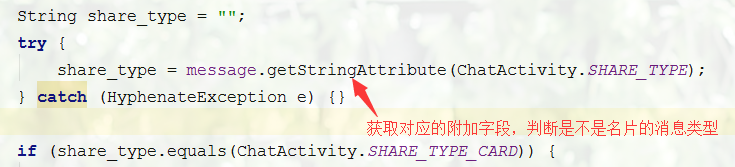 String share_type = "";
try {
share_type = message.getStringAttribute(ChatActivity.SHARE_TYPE);
} catch (HyphenateException e) {}
获取对应的附加字段，判断是不是名片的消息类型
if (share_type.equals(ChatActivity.SHARE_TYPE_CARD)) {